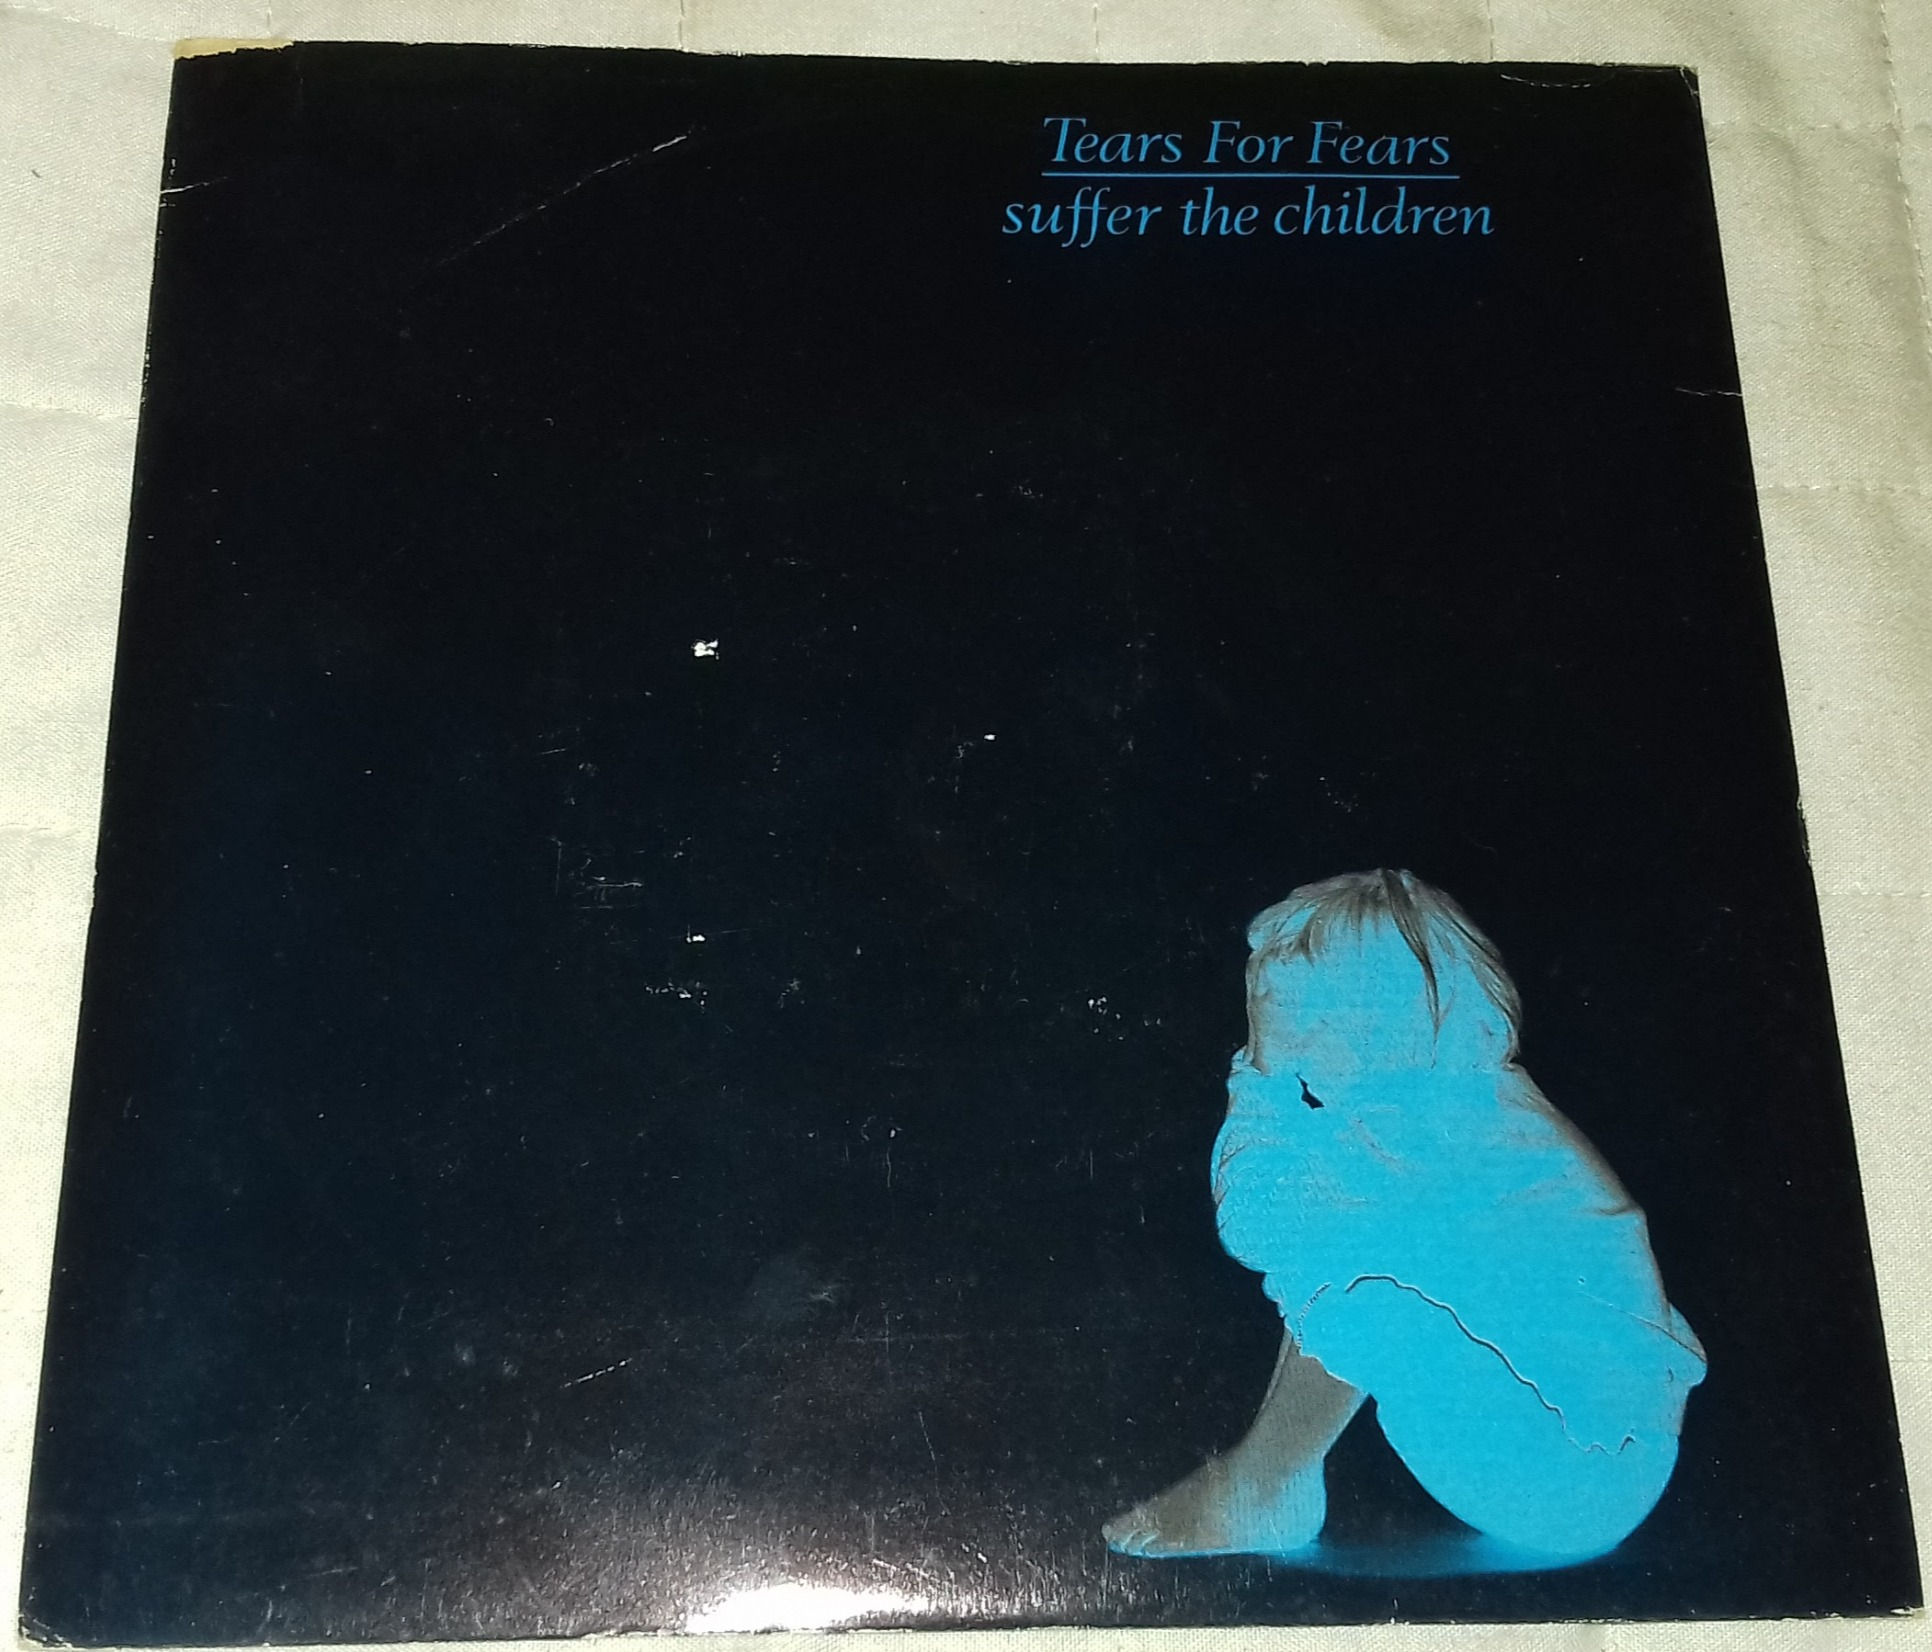 Tears For Fears
suffer the children